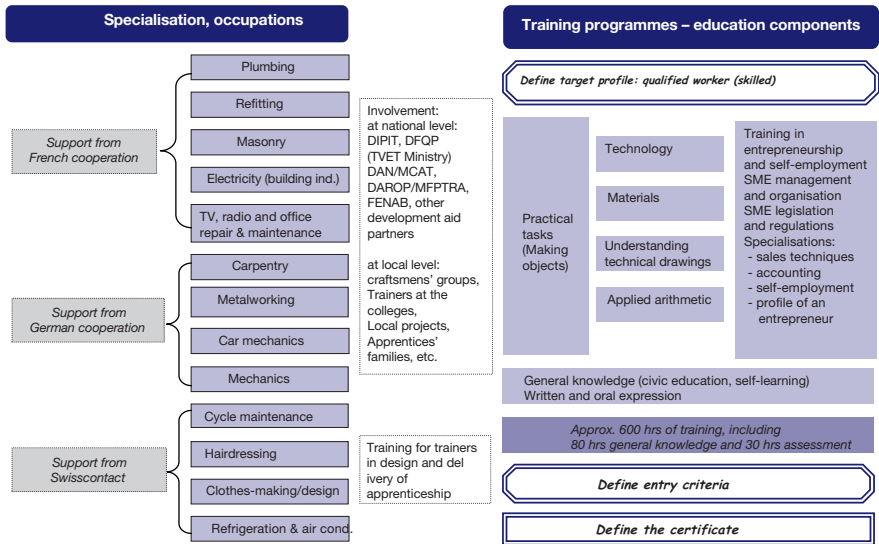 Specialisation, occupations
Support from
French cooperation
Plumbing
Refitting
Masonry
Electricity (building ind.)
TV, radio and office
repair & maintenance
Support from
German cooperation
Carpentry
Metalworking
Car mechanics
Mechanics
Support from
Swisscontact
Cycle maintenance
Hairdressing
Clothes-making/design
Refrigeration & air cond.
Involvement:
at national level:
DIPIT, DFQP
(TVET Ministry)
DAN/MCAT,
DAROP/MFPTRA,
FENAB, other
development aid
partners
at local level:
craftsmens' groups,
Trainers at the
colleges,
Local projects,
Apprentices'
families, etc.
Training for trainers
in design and del
ivery of
apprenticeship
Training programmes – education components
Define target profile: qualified worker (skilled)
Practical
tasks
(Making
objects)
Technology
Materials
Understanding
technical drawings
Applied arithmetic
Training in
entrepreneurship
and self-employment
SME management
and organisation
SME legislation
and regulations
Specialisations:
- sales techniques
- accounting
- self-employment
- profile of an
entrepreneur
General knowledge (civic education, self-learning)
Written and oral expression
Approx. 600 hrs of training, including
80 hrs general knowledge and 30 hrs assessment
Define entry criteria
Define the certificate